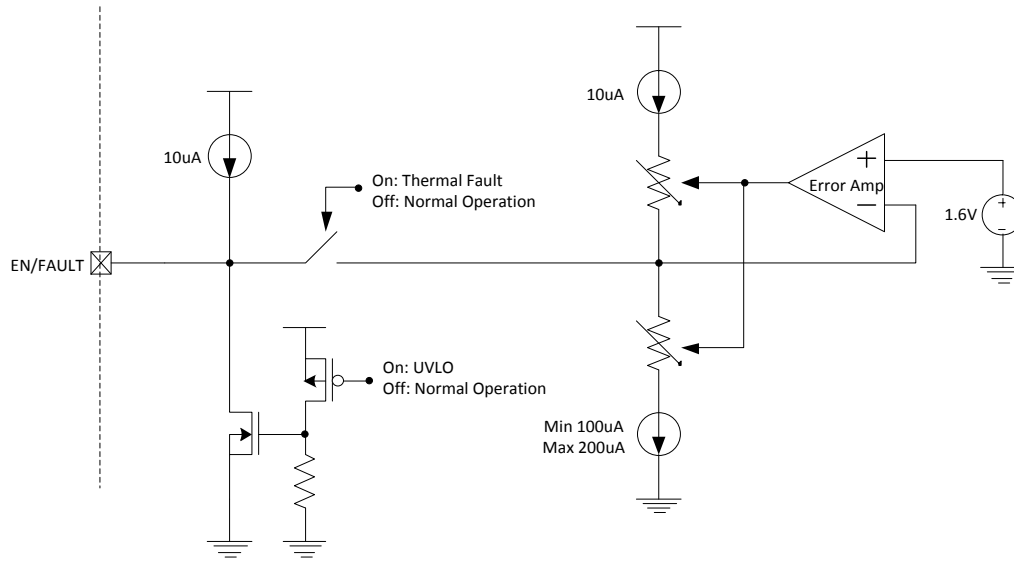 10uA
10uA
On: Thermal Fault
Off: Normal Operation
+
Error Amp
−
+
1.6V
−
EN/FAULT
On: UVLO
Off: Normal Operation
Min 100uA
Max 200uA